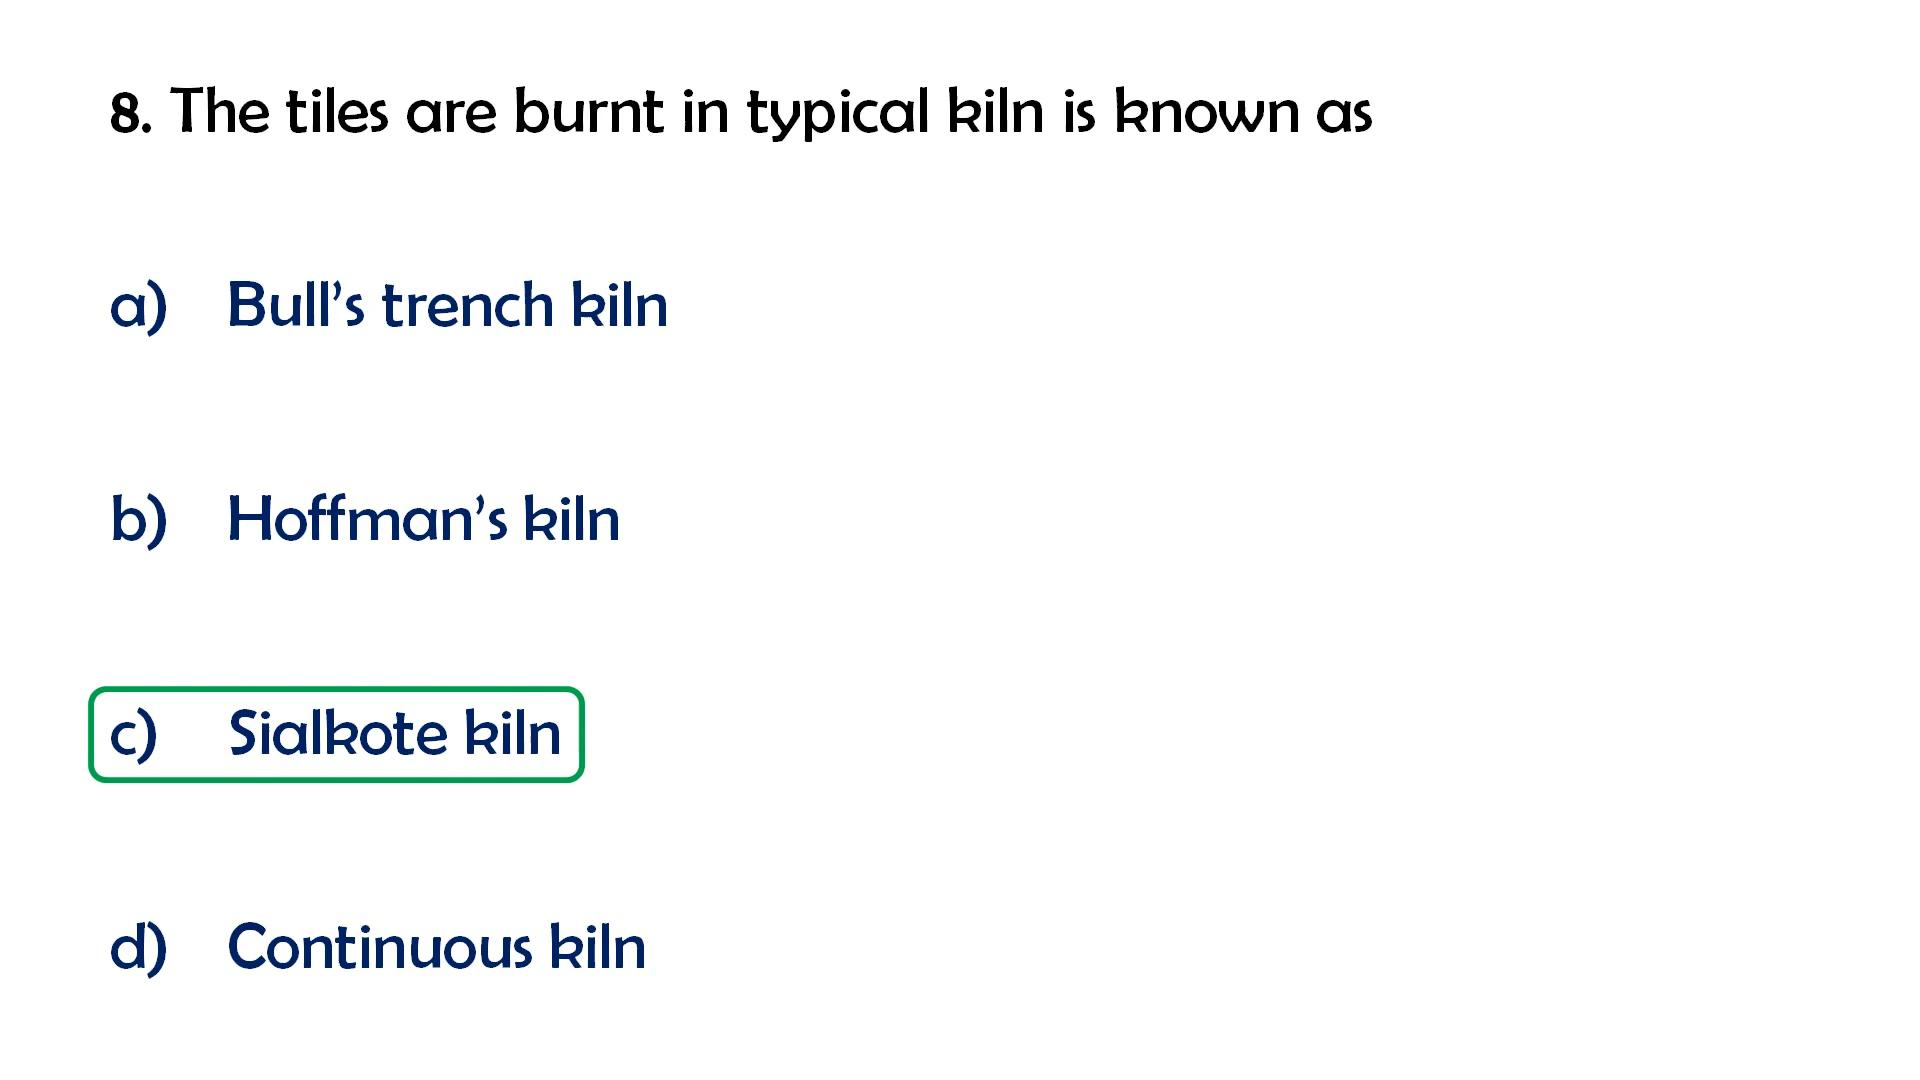 8. The tiles are burnt in typical kiln is known as
a) Bull’s trench kiln
b) Hoffman’s kiln
c) Sialkote kiln
d) Continuous kiln